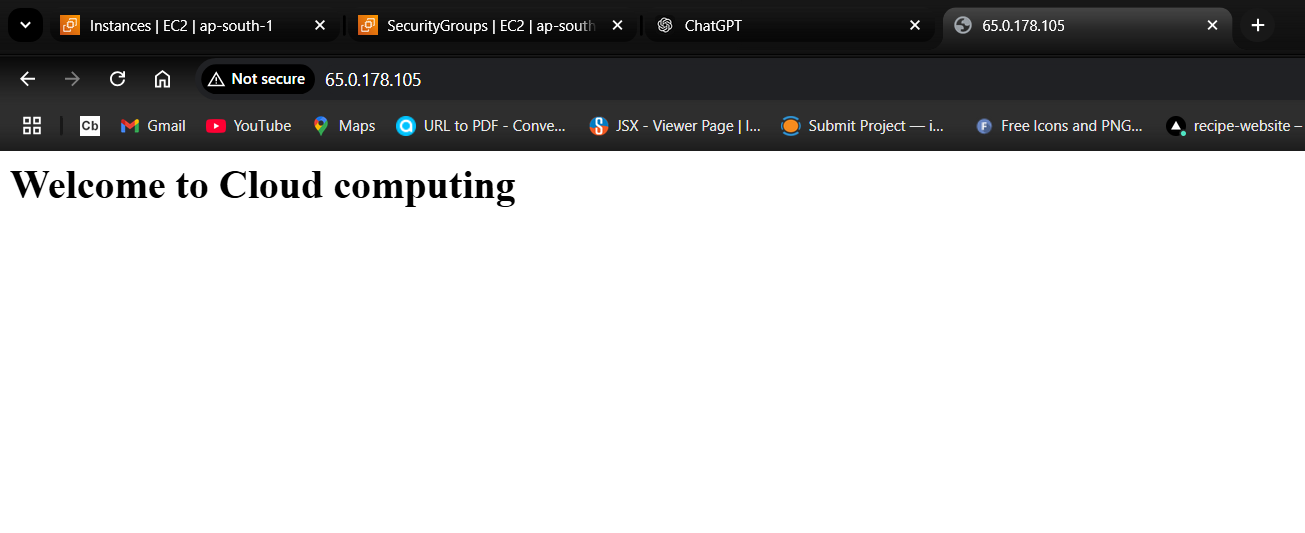 Instances | EC2 | ap-south-1 SecurityGroups | EC2 | ap-south ChatGPT 65.0.178.105
Not secure 65.0.178.105
Cb Gmail YouTube Maps URL to PDF - Conve... JSX - Viewer Page | I... Submit Project — i... F Free Icons and PNG... recipe-website –
Welcome to Cloud computing